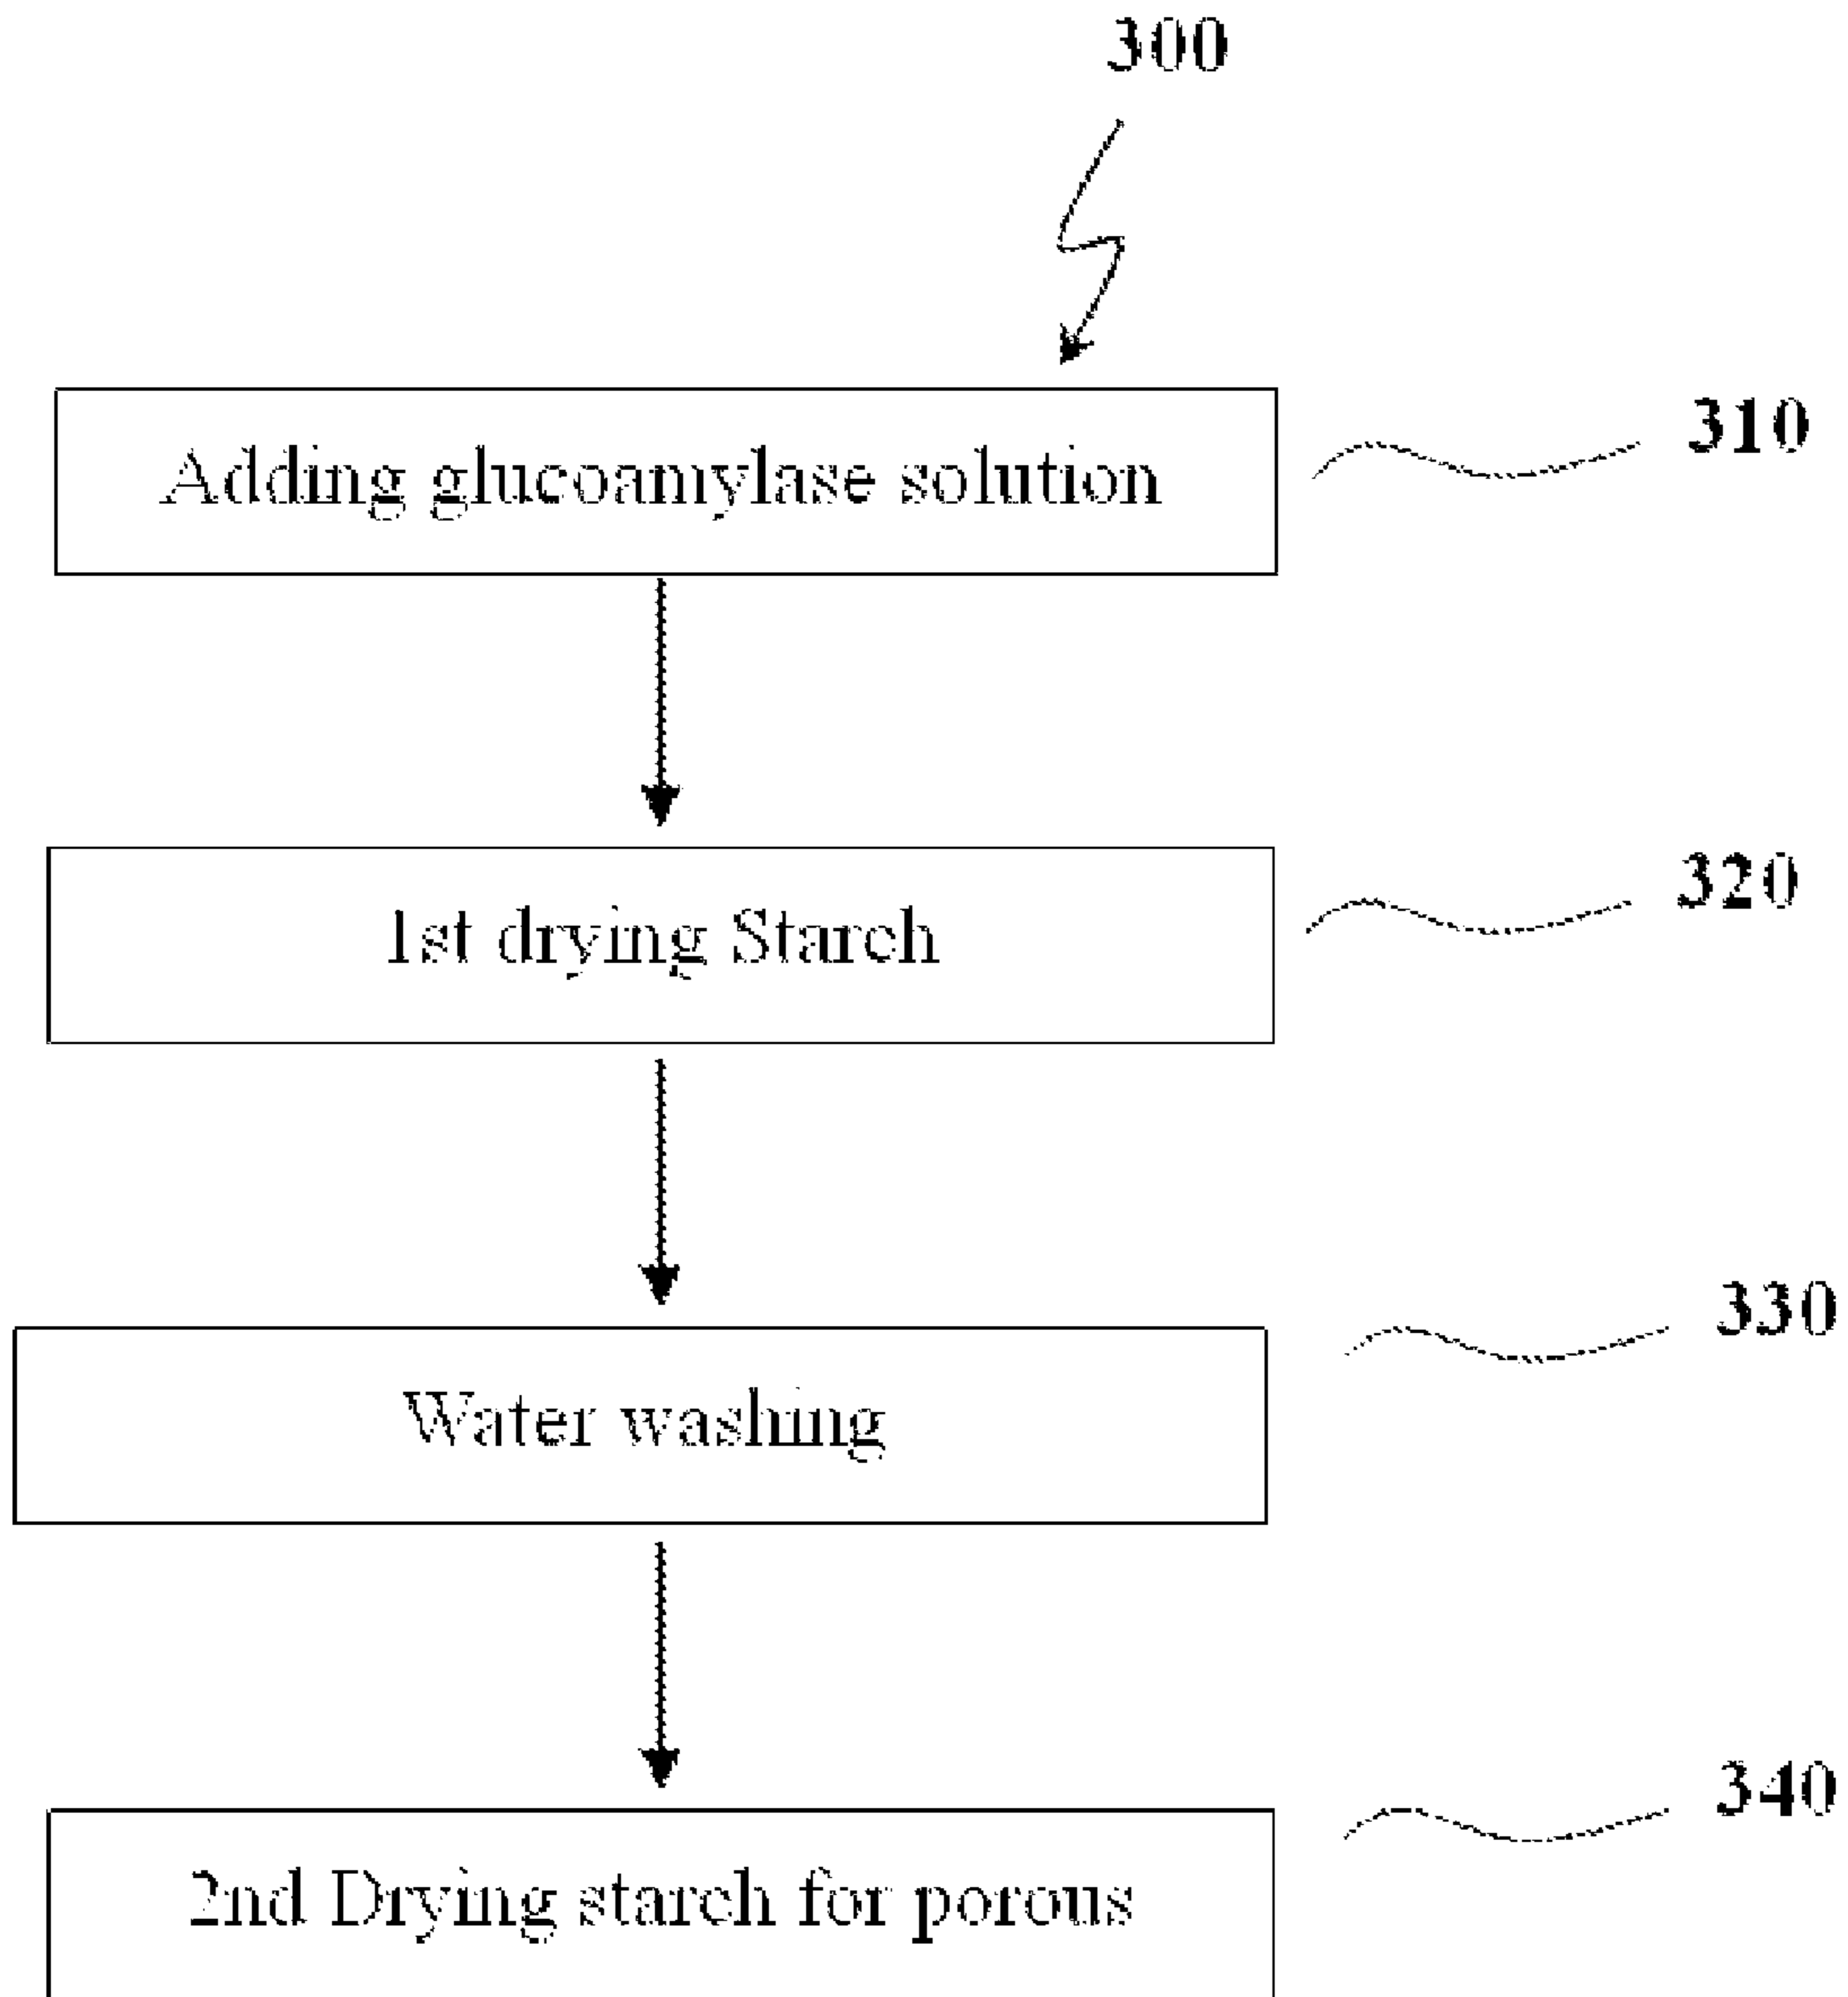 300
Adding glucoamylase solution
310
1st drying Starch
320
Water washing
330
2nd Drying starch for porous
340